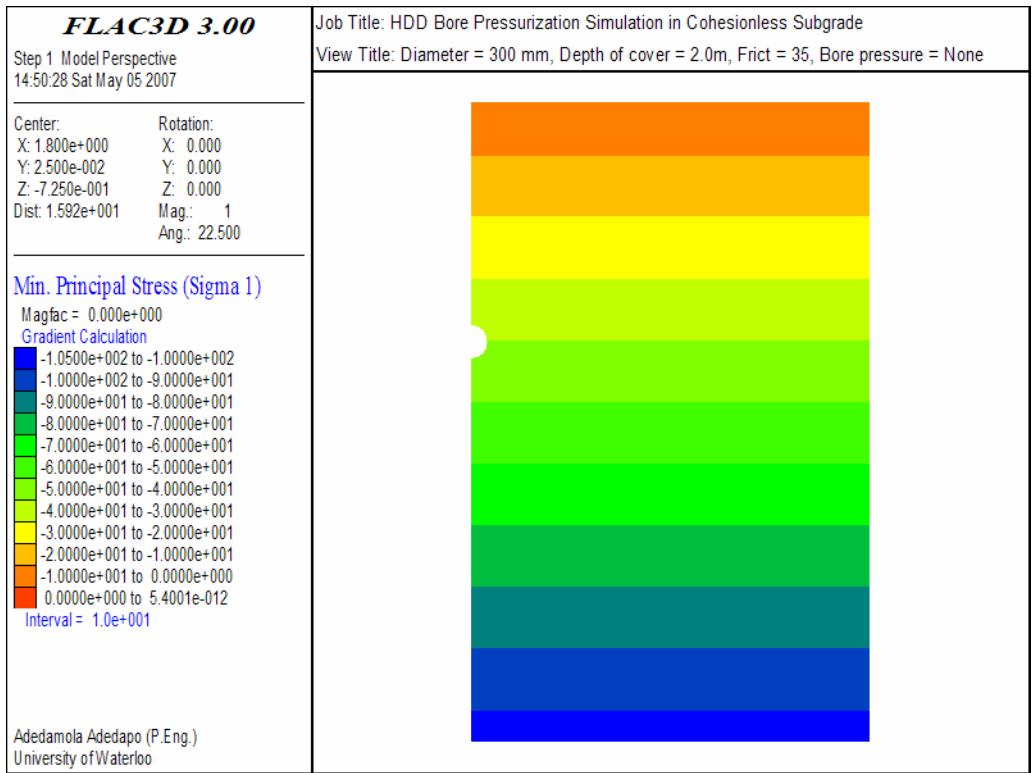 FLAC3D 3.00
Step 1 Model Perspective
14:50:28 Sat May 05 2007
Center:
X: 1.800e+000
Y: 2.500e-002
Z: -7.250e-001
Dist: 1.592e+001
Rotation:
X: 0.000
Y: 0.000
Z: 0.000
Mag.: 1
Ang.: 22.500
Min. Principal Stress (Sigma 1)
Magfac = 0.000e+000
Gradient Calculation
-1.0500e+002 to -1.0000e+002
-1.0000e+002 to -9.0000e+001
-9.0000e+001 to -8.0000e+001
-8.0000e+001 to -7.0000e+001
-7.0000e+001 to -6.0000e+001
-6.0000e+001 to -5.0000e+001
-5.0000e+001 to -4.0000e+001
-4.0000e+001 to -3.0000e+001
-3.0000e+001 to -2.0000e+001
-2.0000e+001 to -1.0000e+001
-1.0000e+001 to 0.0000e+000
0.0000e+000 to 5.4001e-012
Interval = 1.0e+001
Adedamola Adedapo (P.Eng.)
University of Waterloo
Job Title: HDD Bore Pressurization Simulation in Cohesionless Subgrade
View Title: Diameter = 300 mm, Depth of cover = 2.0m, Frict = 35, Bore pressure = None